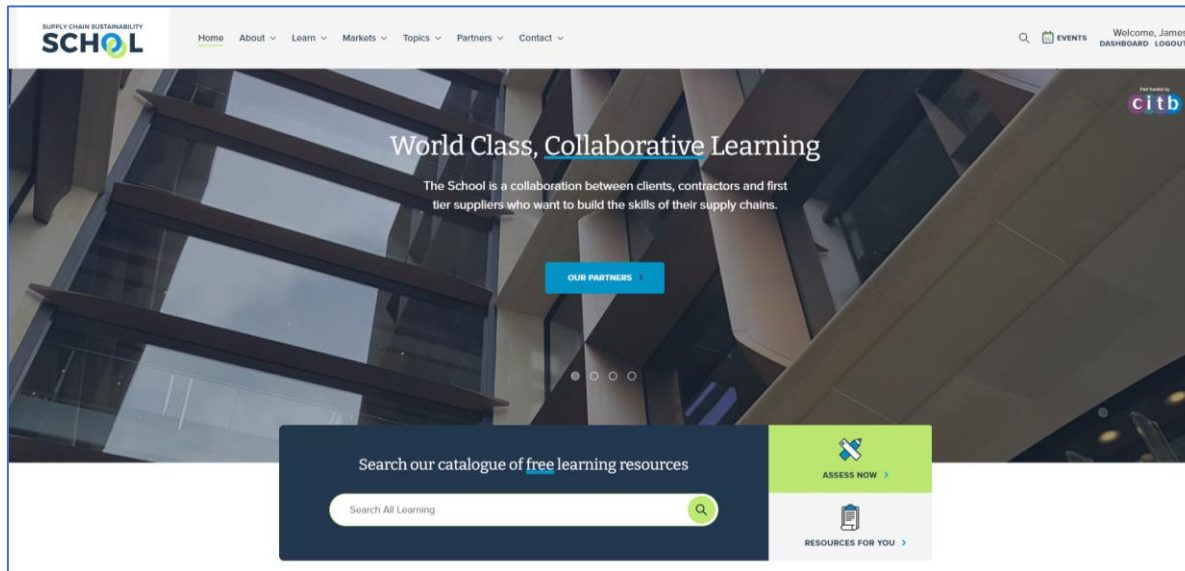 SUPPLY CHAIN SUSTAINABILITY
SCHOOL
Home About Learn Markets Topics Partners Contact
EVENTS
Welcome, James
DASHBOARD LOGOUT
Part funded by
citb
World Class, Collaborative Learning
The School is a collaboration between clients, contractors and first
tier suppliers who want to build the skills of their supply chains.
OUR PARTNERS
Search our catalogue of free learning resources
Search All Learning
ASSESS NOW
RESOURCES FOR YOU